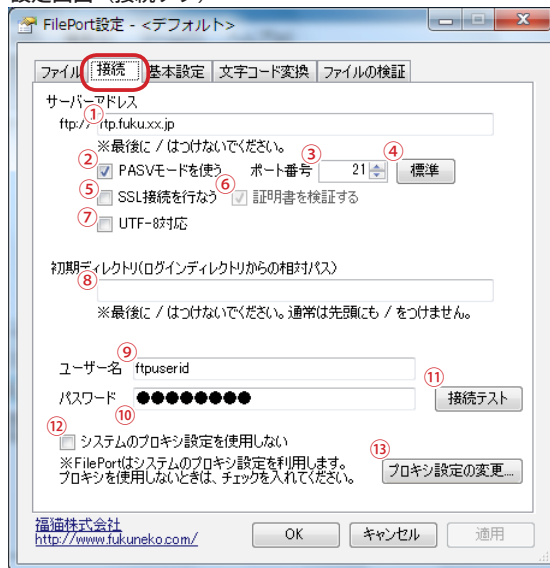 FilePort設定 - <デフォルト>
ファイル 接続 基本設定 文字コード変換 ファイルの検証
サーバーアドレス
①
ftp:// ftp.fuku.xx.jp
※最後に / はつけないでください。
② PASVモードを使う ポート番号 ③ 21 ④ 標準
⑤ SSL接続を行なう ⑥ 証明書を検証する
⑦ UTF-8対応
初期ディレクトリ(ログインディレクトリからの相対パス)
⑧
※最後に / はつけないでください。通常は先頭にも / をつけません。
⑨
ユーザー名 ftpuserid
⑪
パスワード ●●●●●●●● 接続テスト
⑩
⑫ システムのプロキシ設定を使用しない
※FilePortはシステムのプロキシ設定を利用します。
プロキシを使用しないときは、チェックを入れてください。
⑬ プロキシ設定の変更...
福猫株式会社
http://www.fukuneko.com/
OK キャンセル 適用